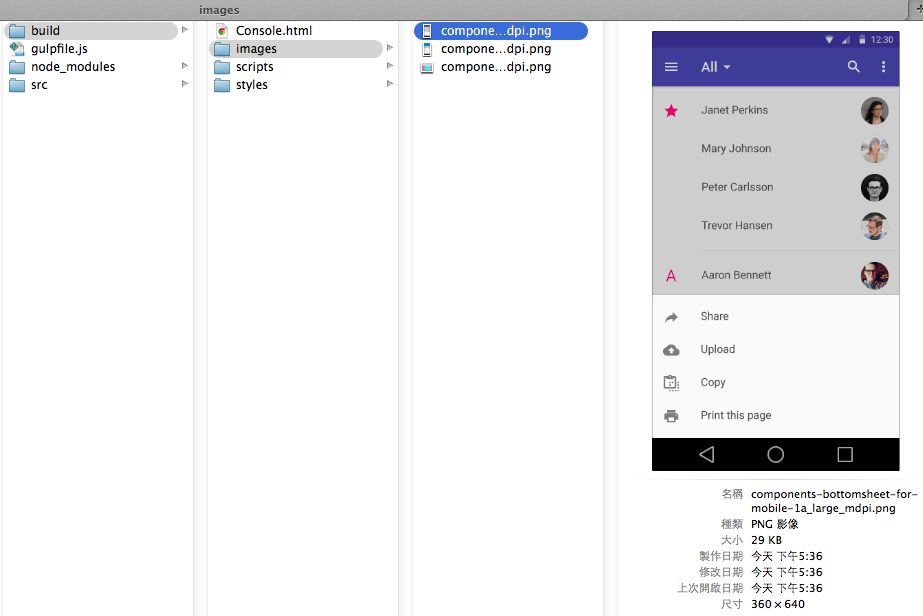 images
build
gulpfile.js
node_modules
src
Console.html
images
scripts
styles
compone...dpi.png
compone...dpi.png
compone...dpi.png
12:30
All
Janet Perkins
Mary Johnson
Peter Carlsson
Trevor Hansen
A Aaron Bennett
Share
Upload
Copy
Print this page
名稱 components-bottomsheet-for-
mobile-1a_large_mdpi.png
種類 PNG 影像
大小 29 KB
製作日期 今天 下午5:36
修改日期 今天 下午5:36
上次開啟日期 今天 下午5:36
尺寸 360 × 640